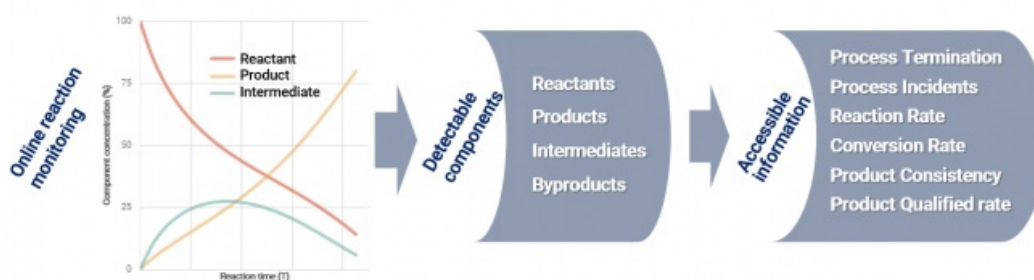 Online reaction
monitoring
Component concentration (%)
100
75
50
25
0
Reactant
Product
Intermediate
Reaction time (T)
Detectable
components
Reactants
Products
Intermediates
Byproducts
Accessible
information
Process Termination
Process Incidents
Reaction Rate
Conversion Rate
Product Consistency
Product Qualified rate